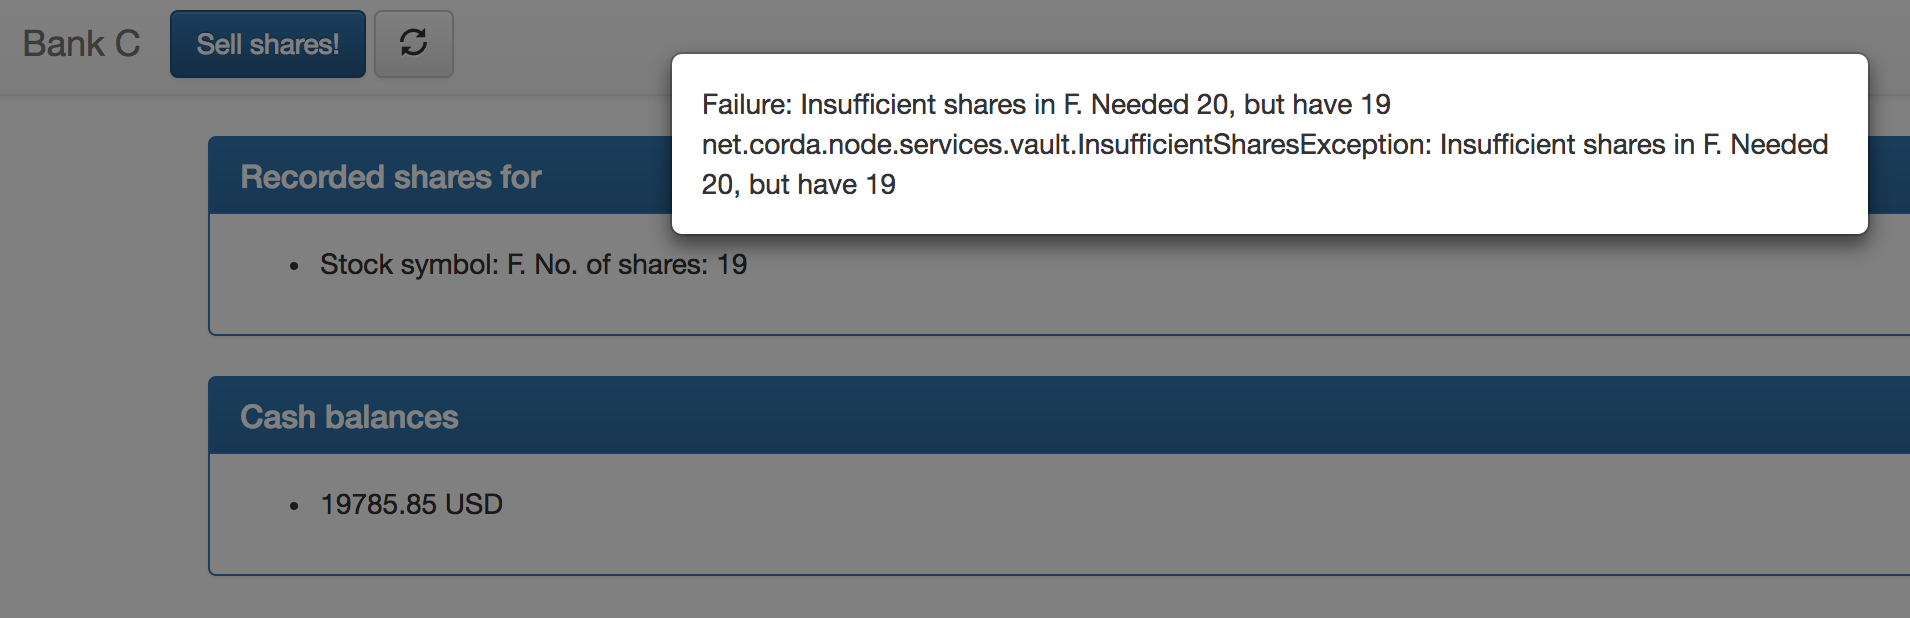 Bank C
Sell shares!
Failure: Insufficient shares in F. Needed 20, but have 19
net.corda.node.services.vault.InsufficientSharesException: Insufficient shares in F. Needed
20, but have 19
Recorded shares for
Stock symbol: F. No. of shares: 19
Cash balances
19785.85 USD